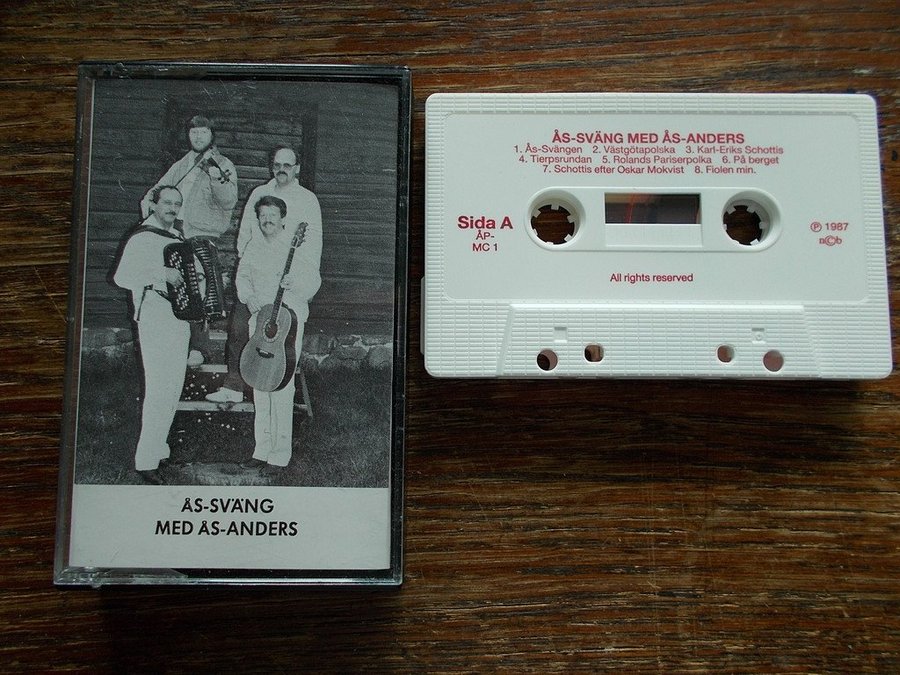 ÅS-SVÄNG
MED ÅS-ANDERS
ÅS-SVÄNG MED ÅS-ANDERS
1. Ås-Svängen 2. Västgötapolska 3. Karl-Eriks Schottis
4. Tierpsrundan 5. Rolands Pariserpolka 6. På berget
7. Schottis efter Oskar Mokvist 8. Fiolen min.
Sida A
ÅP-
MC 1
Ⓟ 1987
n©b
All rights reserved